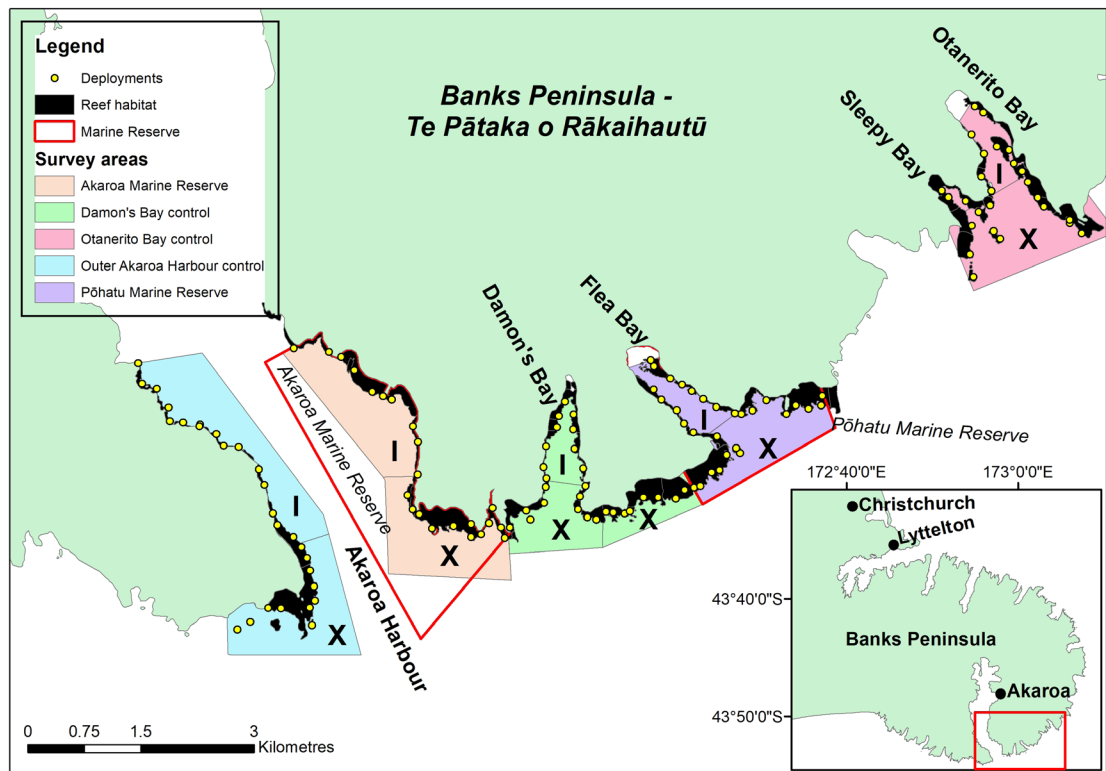 Legend
Deployments
Reef habitat
Marine Reserve
Survey areas
Akaroa Marine Reserve
Damon's Bay control
Otanerito Bay control
Outer Akaroa Harbour control
Pōhatu Marine Reserve
Banks Peninsula -
Te Pātaka o Rākaihautū
Otanerito Bay
Sleepy Bay
I
X
Flea Bay
Damon's Bay
Akaroa Marine Reserve
I
I
I
I
X
X
X
X
X
Pōhatu Marine Reserve
Akaroa Harbour
0 0.75 1.5 3
Kilometres
172°40'0"E 173°0'0"E
Christchurch
Lyttelton
43°40'0"S
Banks Peninsula
Akaroa
43°50'0"S